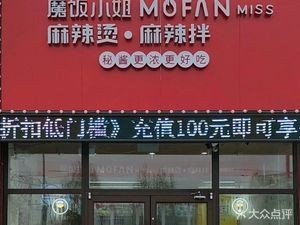 魔饭小姐 MOFAN MISS
麻辣烫·麻辣拌
秘酱更浓更好吃
折扣低门槛》充值100元即可享
大众点评